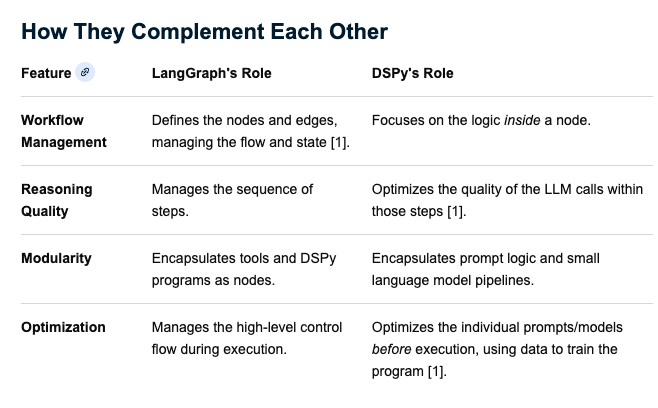 How They Complement Each Other
Feature LangGraph's Role DSPy's Role
Workflow Defines the nodes and edges, Focuses on the logic inside a node.
Management managing the flow and state [1].
Reasoning Manages the sequence of Optimizes the quality of the LLM calls within
Quality steps. those steps [1].
Modularity Encapsulates tools and DSPy Encapsulates prompt logic and small
programs as nodes. language model pipelines.
Optimization Manages the high-level control Optimizes the individual prompts/models
flow during execution. before execution, using data to train the
program [1].